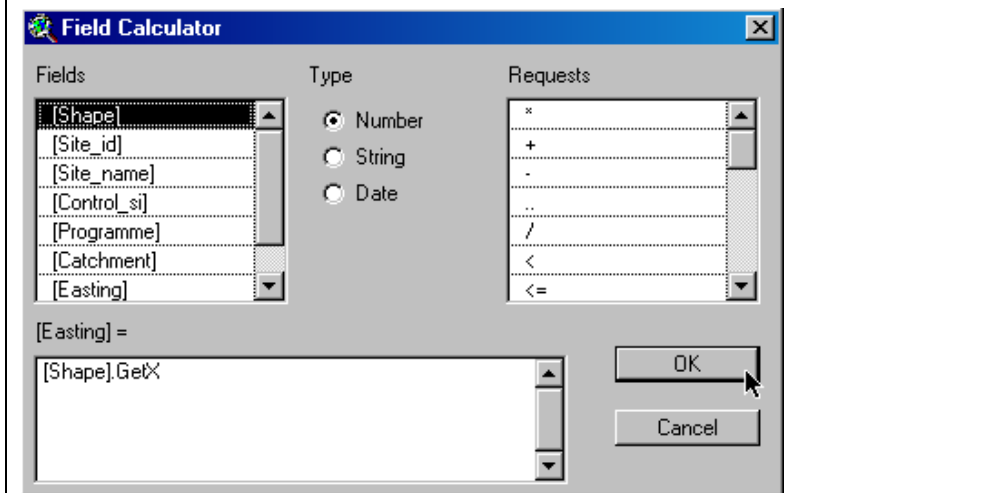 Field Calculator
Fields
Type
Requests
[Shape]
[Site_id]
[Site_name]
[Control_si]
[Programme]
[Catchment]
[Easting]
Number
String
Date
*
+
-
..
/
<
<=
[Easting] =
[Shape].GetX
OK
Cancel